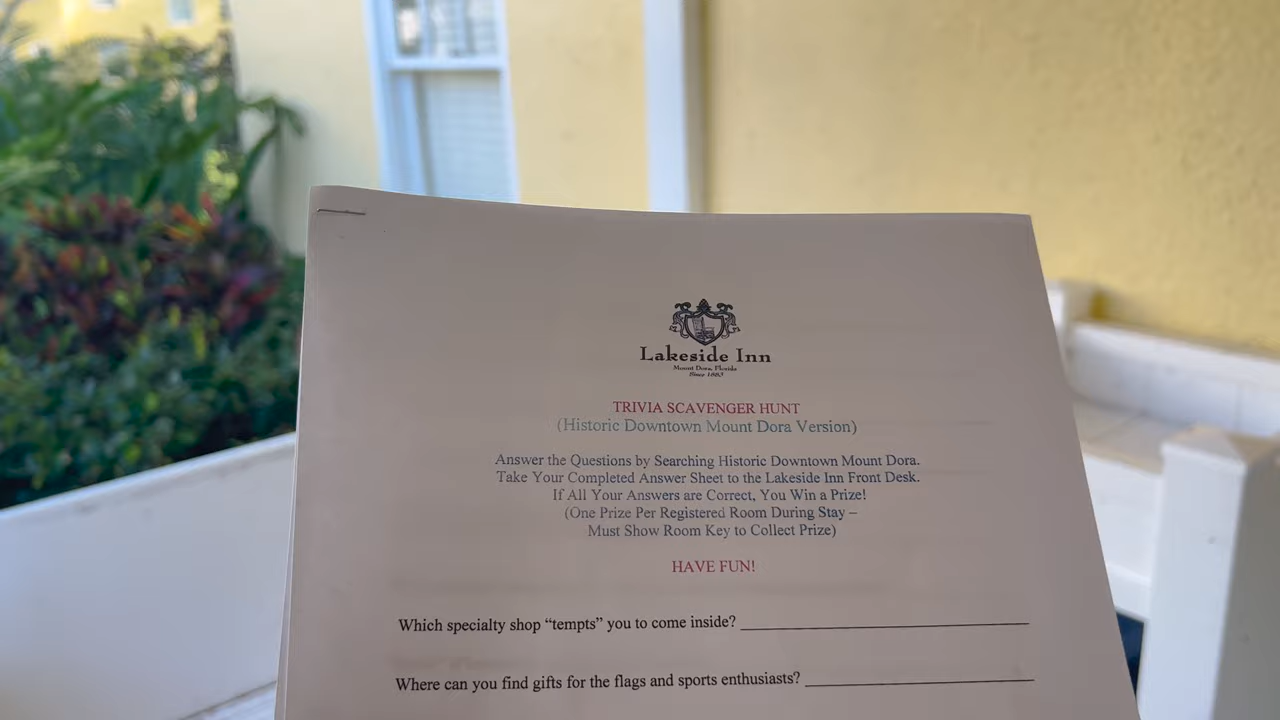 Lakeside Inn
Mount Dora, Florida
Since 1883
TRIVIA SCAVENGER HUNT
(Historic Downtown Mount Dora Version)
Answer the Questions by Searching Historic Downtown Mount Dora.
Take Your Completed Answer Sheet to the Lakeside Inn Front Desk.
If All Your Answers are Correct, You Win a Prize!
(One Prize Per Registered Room During Stay –
Must Show Room Key to Collect Prize)
HAVE FUN!
Which specialty shop “tempts” you to come inside?
Where can you find gifts for the flags and sports enthusiasts?